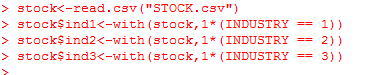 > stock<-read.csv("STOCK.csv")
> stock$ind1<-with(stock,1*(INDUSTRY == 1))
> stock$ind2<-with(stock,1*(INDUSTRY == 2))
> stock$ind3<-with(stock,1*(INDUSTRY == 3))
>